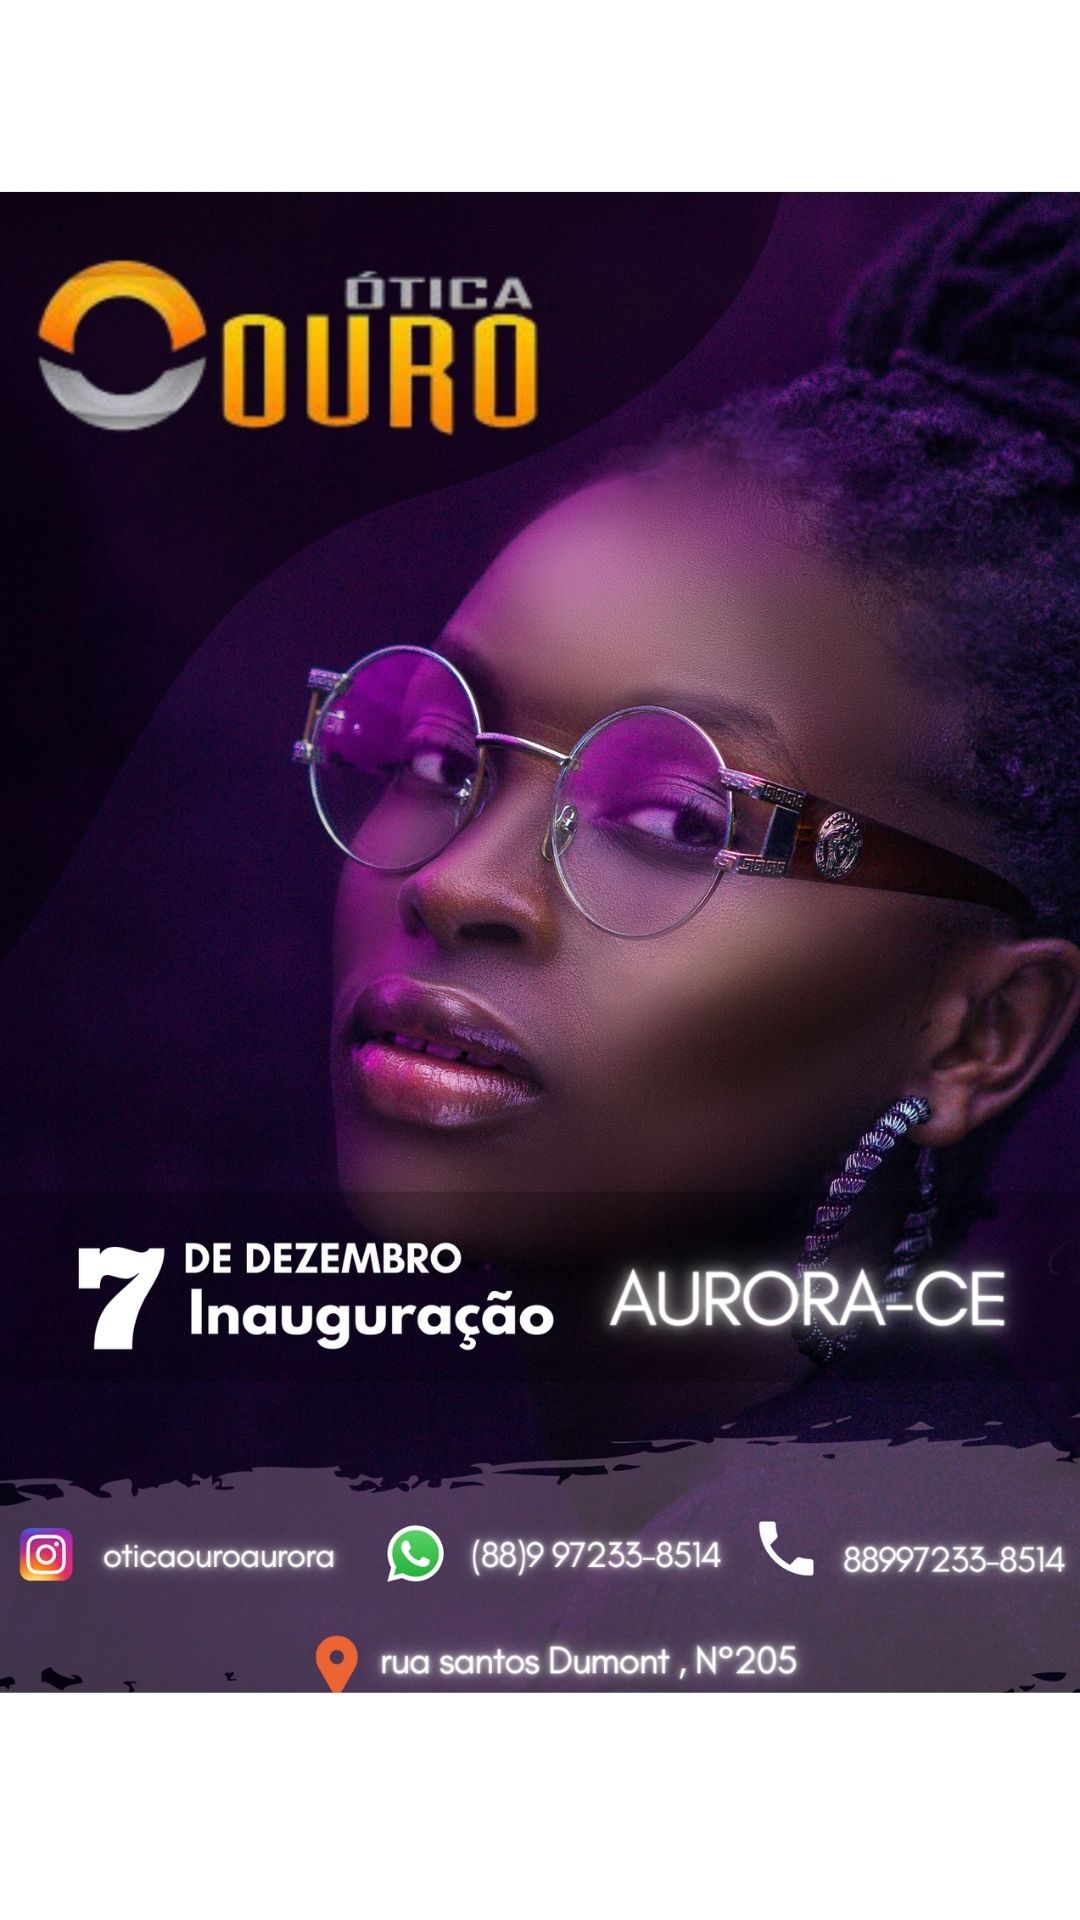 ÓTICA
OURO
7 DE DEZEMBRO
Inauguração
AURORA-CE
oticaouroaurora
(88)9 97233-8514
88997233-8514
rua santos Dumont , N°205